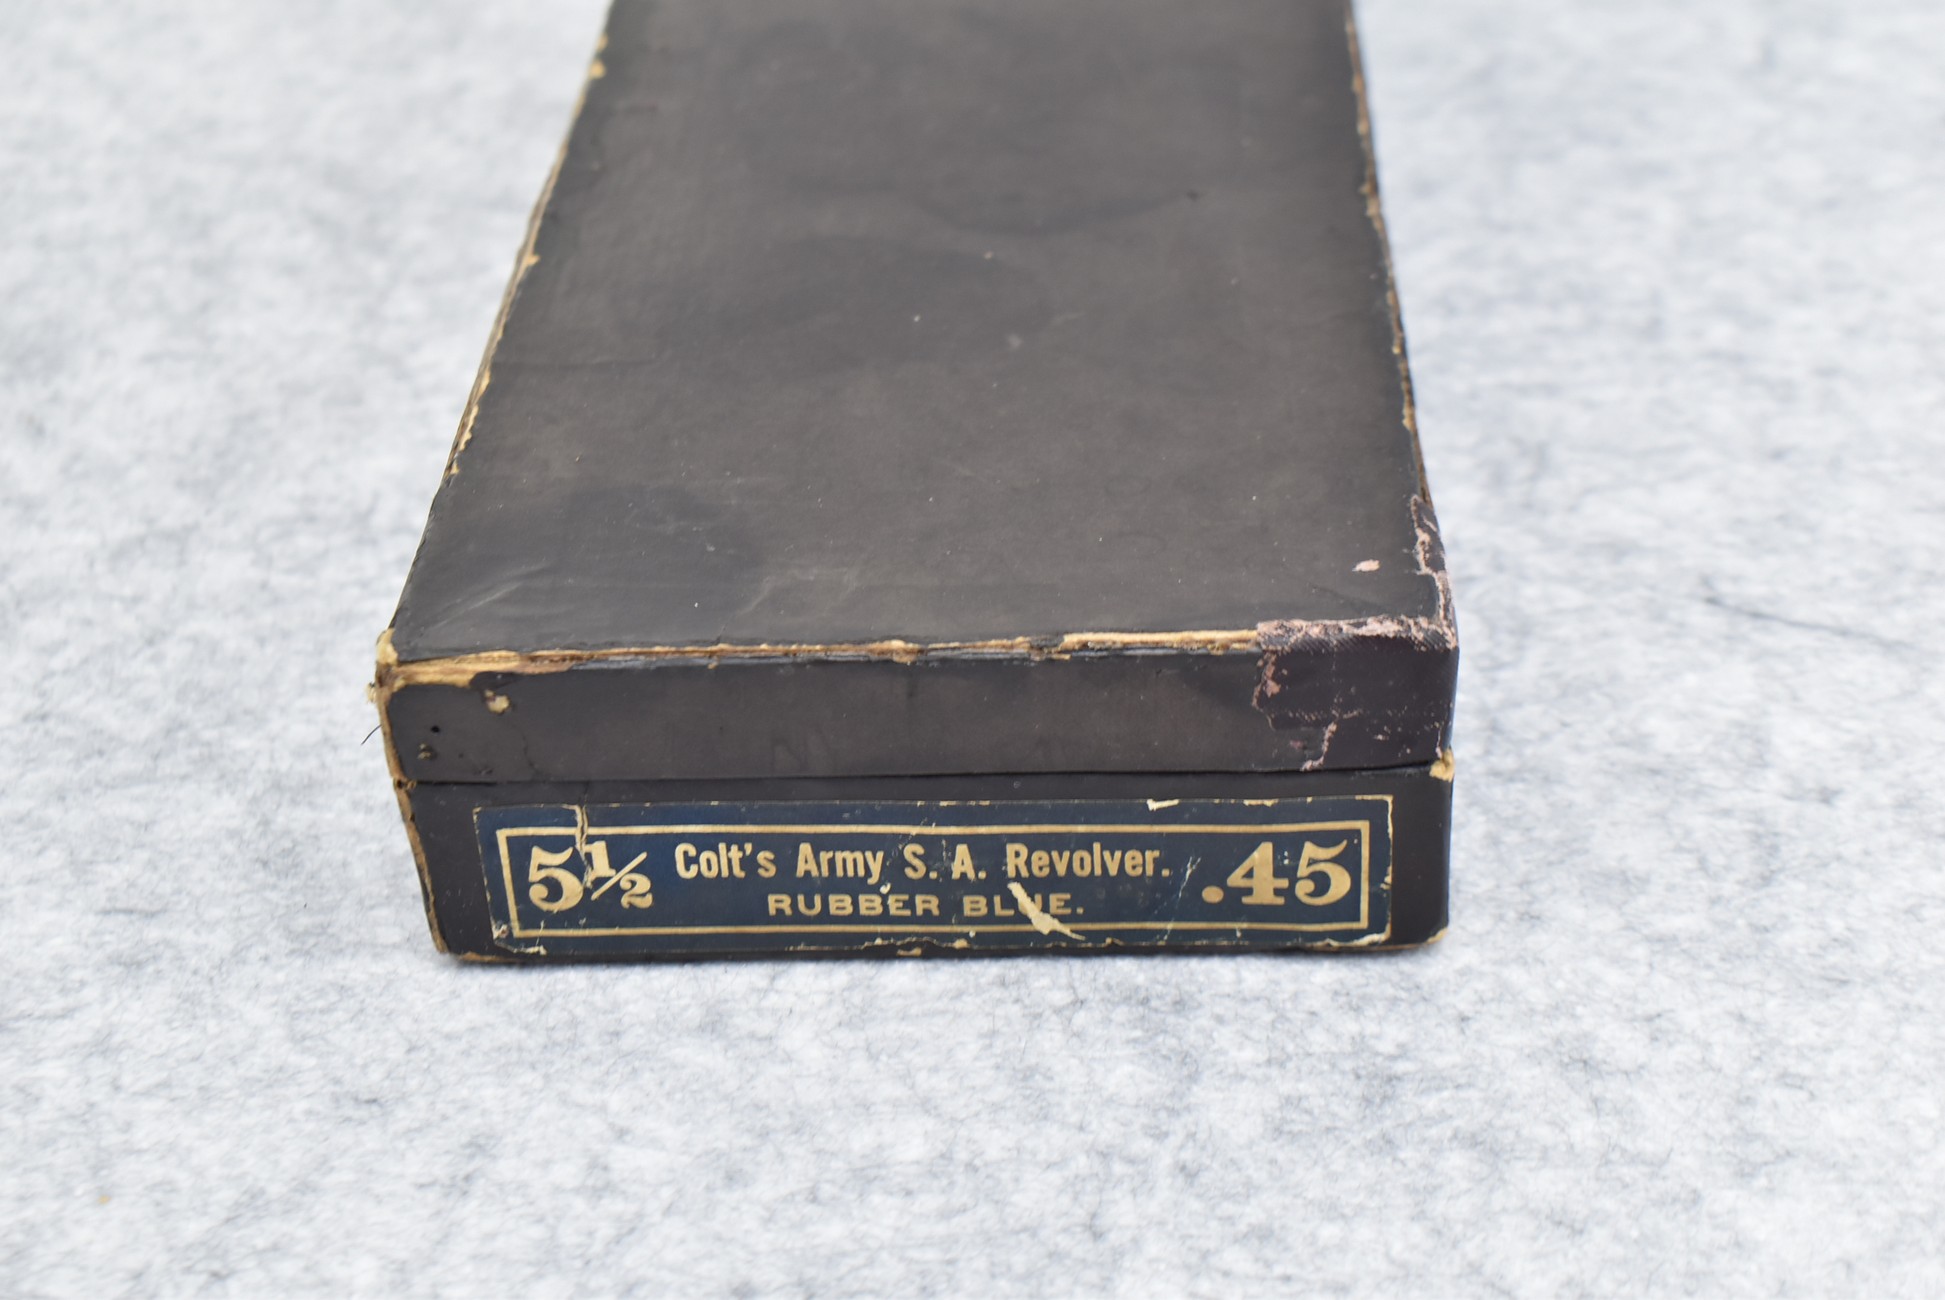 5½ Colt's Army S. A. Revolver. .45
RUBBER BLUE.